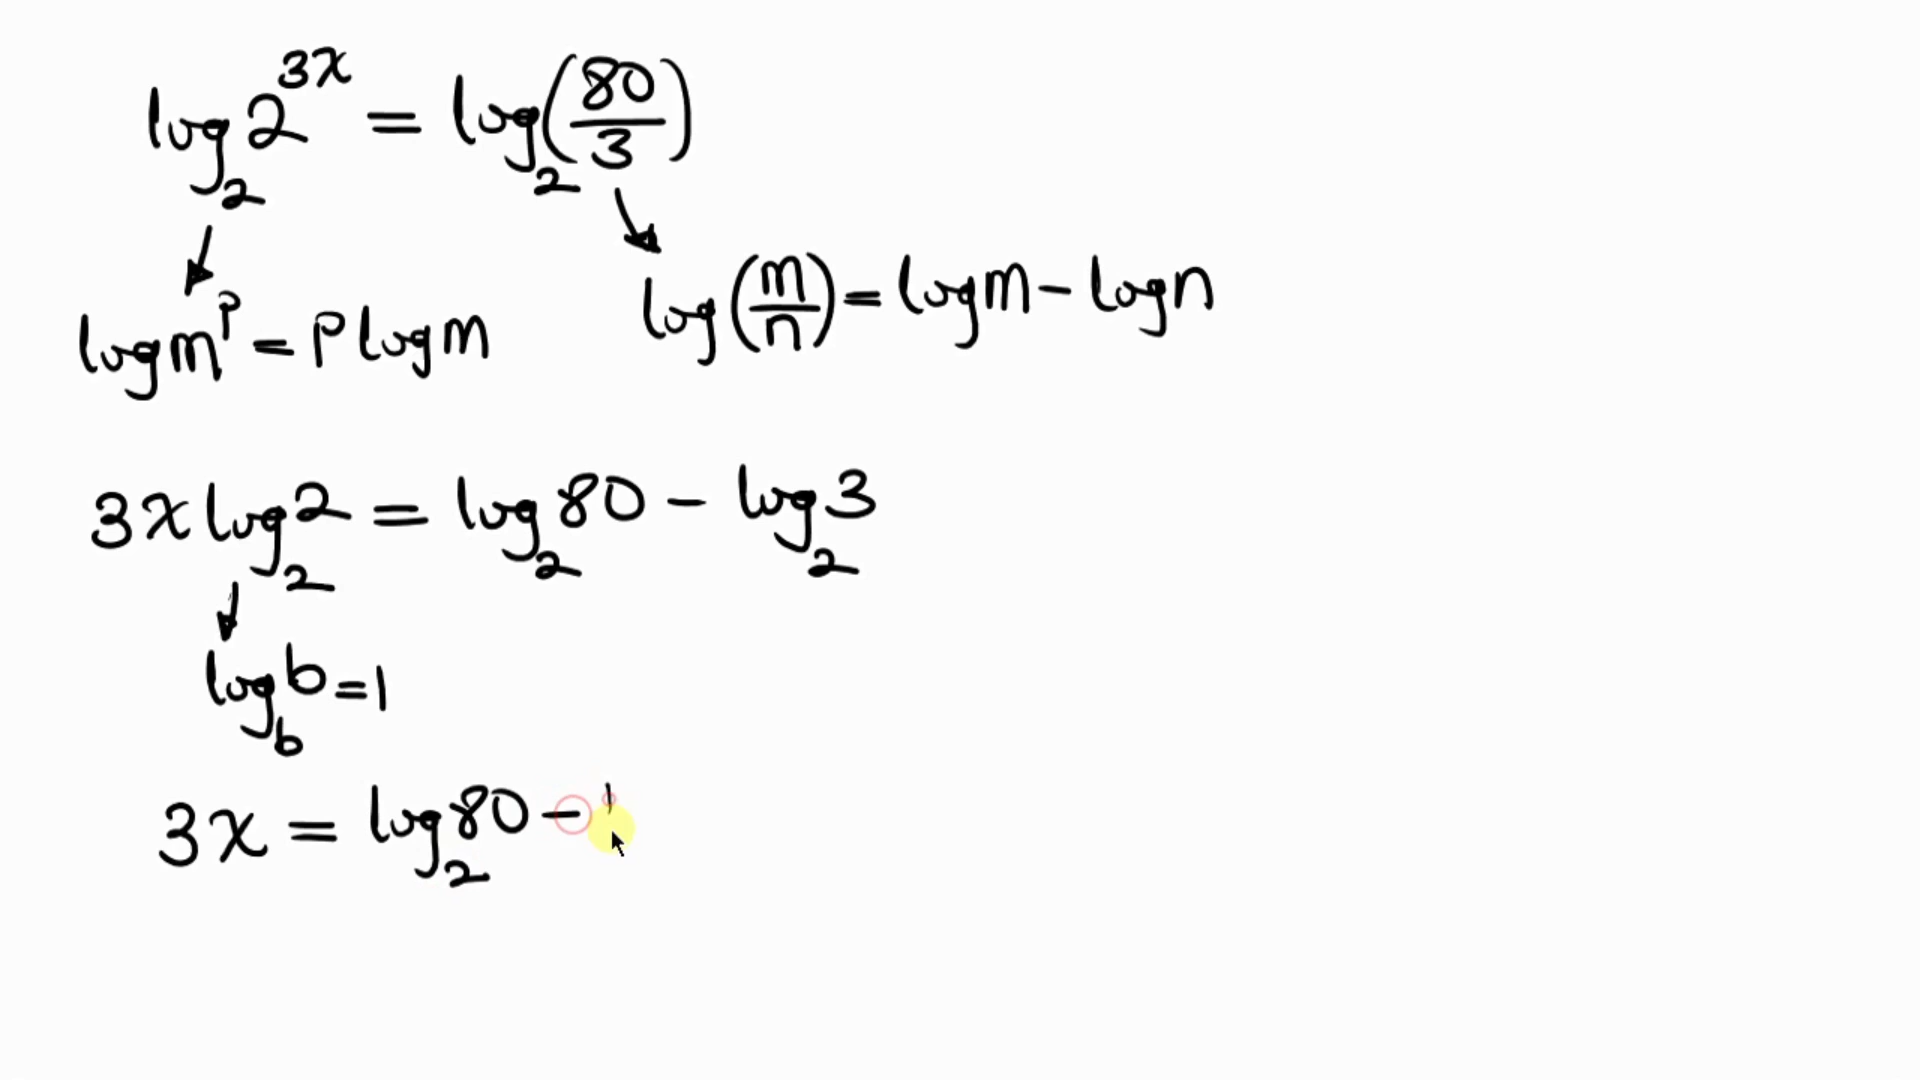 log₂ 2^{3x} = log₂ (80/3)
log m^p = p log m
log (m/n) = log m - log n
3x log₂ 2 = log₂ 80 - log₂ 3
log_b b = 1
3x = log₂ 80 -